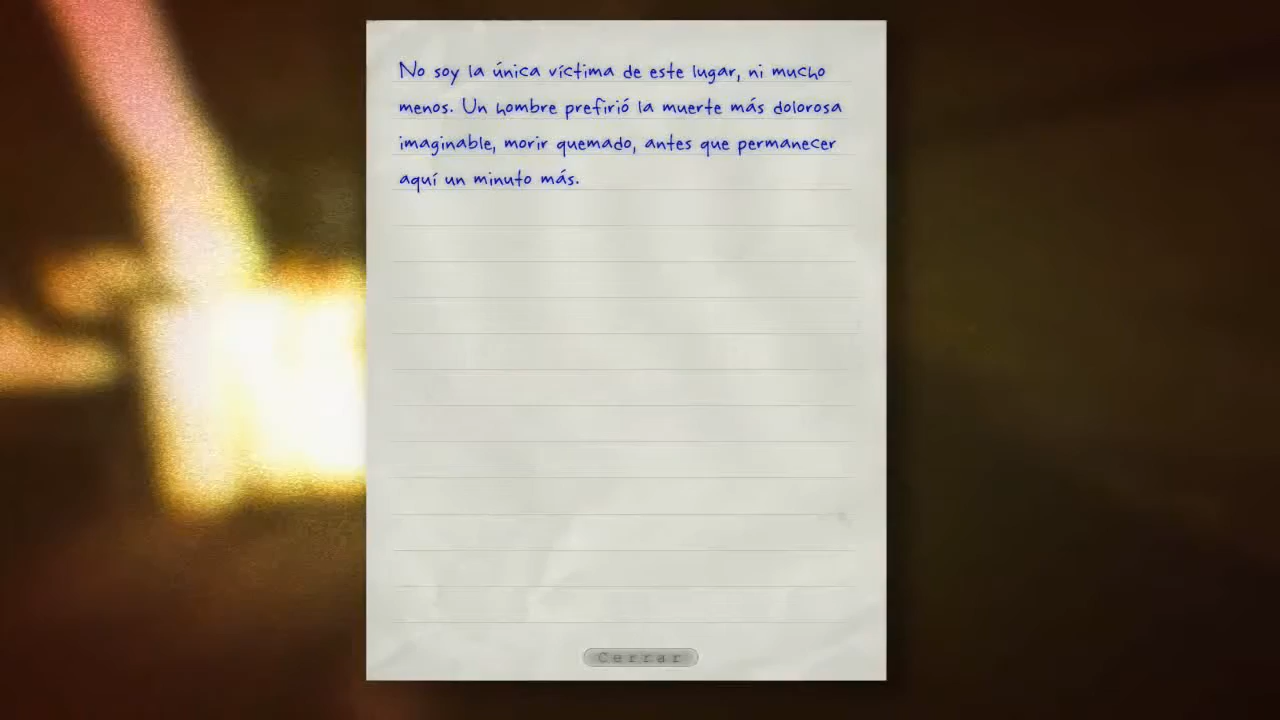 No soy la única víctima de este lugar, ni mucho
menos. Un hombre prefirió la muerte más dolorosa
imaginable, morir quemado, antes que permanecer
aquí un minuto más.
Cerrar